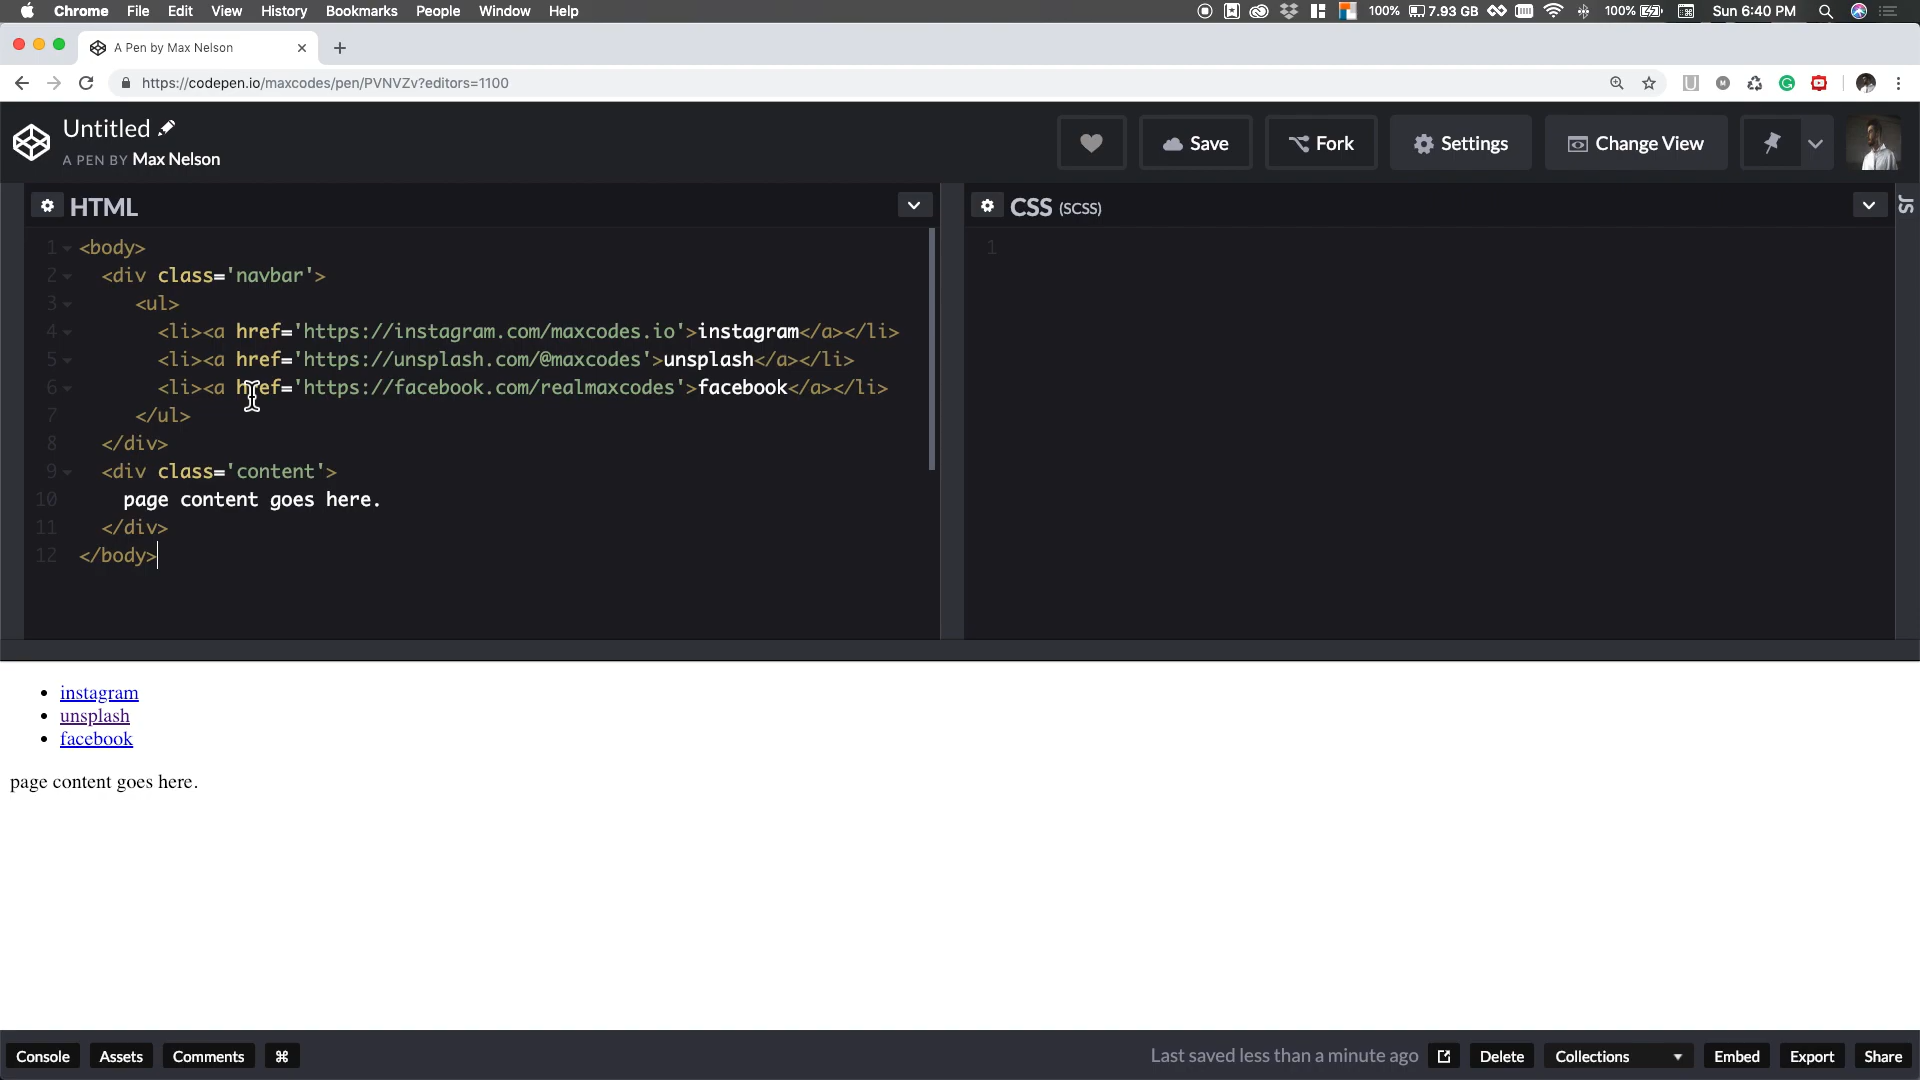 Chrome File Edit View History Bookmarks People Window Help 100% 7.93 GB 100% Sun 6:40 PM
A Pen by Max Nelson
https://codepen.io/maxcodes/pen/PVNVZv?editors=1100
Untitled
A PEN BY Max Nelson
Save Fork Settings Change View
HTML
CSS (SCSS)
JS
1 <body>
2 <div class='navbar'>
3 <ul>
4 <li><a href='https://instagram.com/maxcodes.io'>instagram</a></li>
5 <li><a href='https://unsplash.com/@maxcodes'>unsplash</a></li>
6 <li><a href='https://facebook.com/realmaxcodes'>facebook</a></li>
7 </ul>
8 </div>
9 <div class='content'>
10 page content goes here.
11 </div>
12 </body>
1
• instagram
• unsplash
• facebook
page content goes here.
Console Assets Comments ⌘ Last saved less than a minute ago Delete Collections Embed Export Share